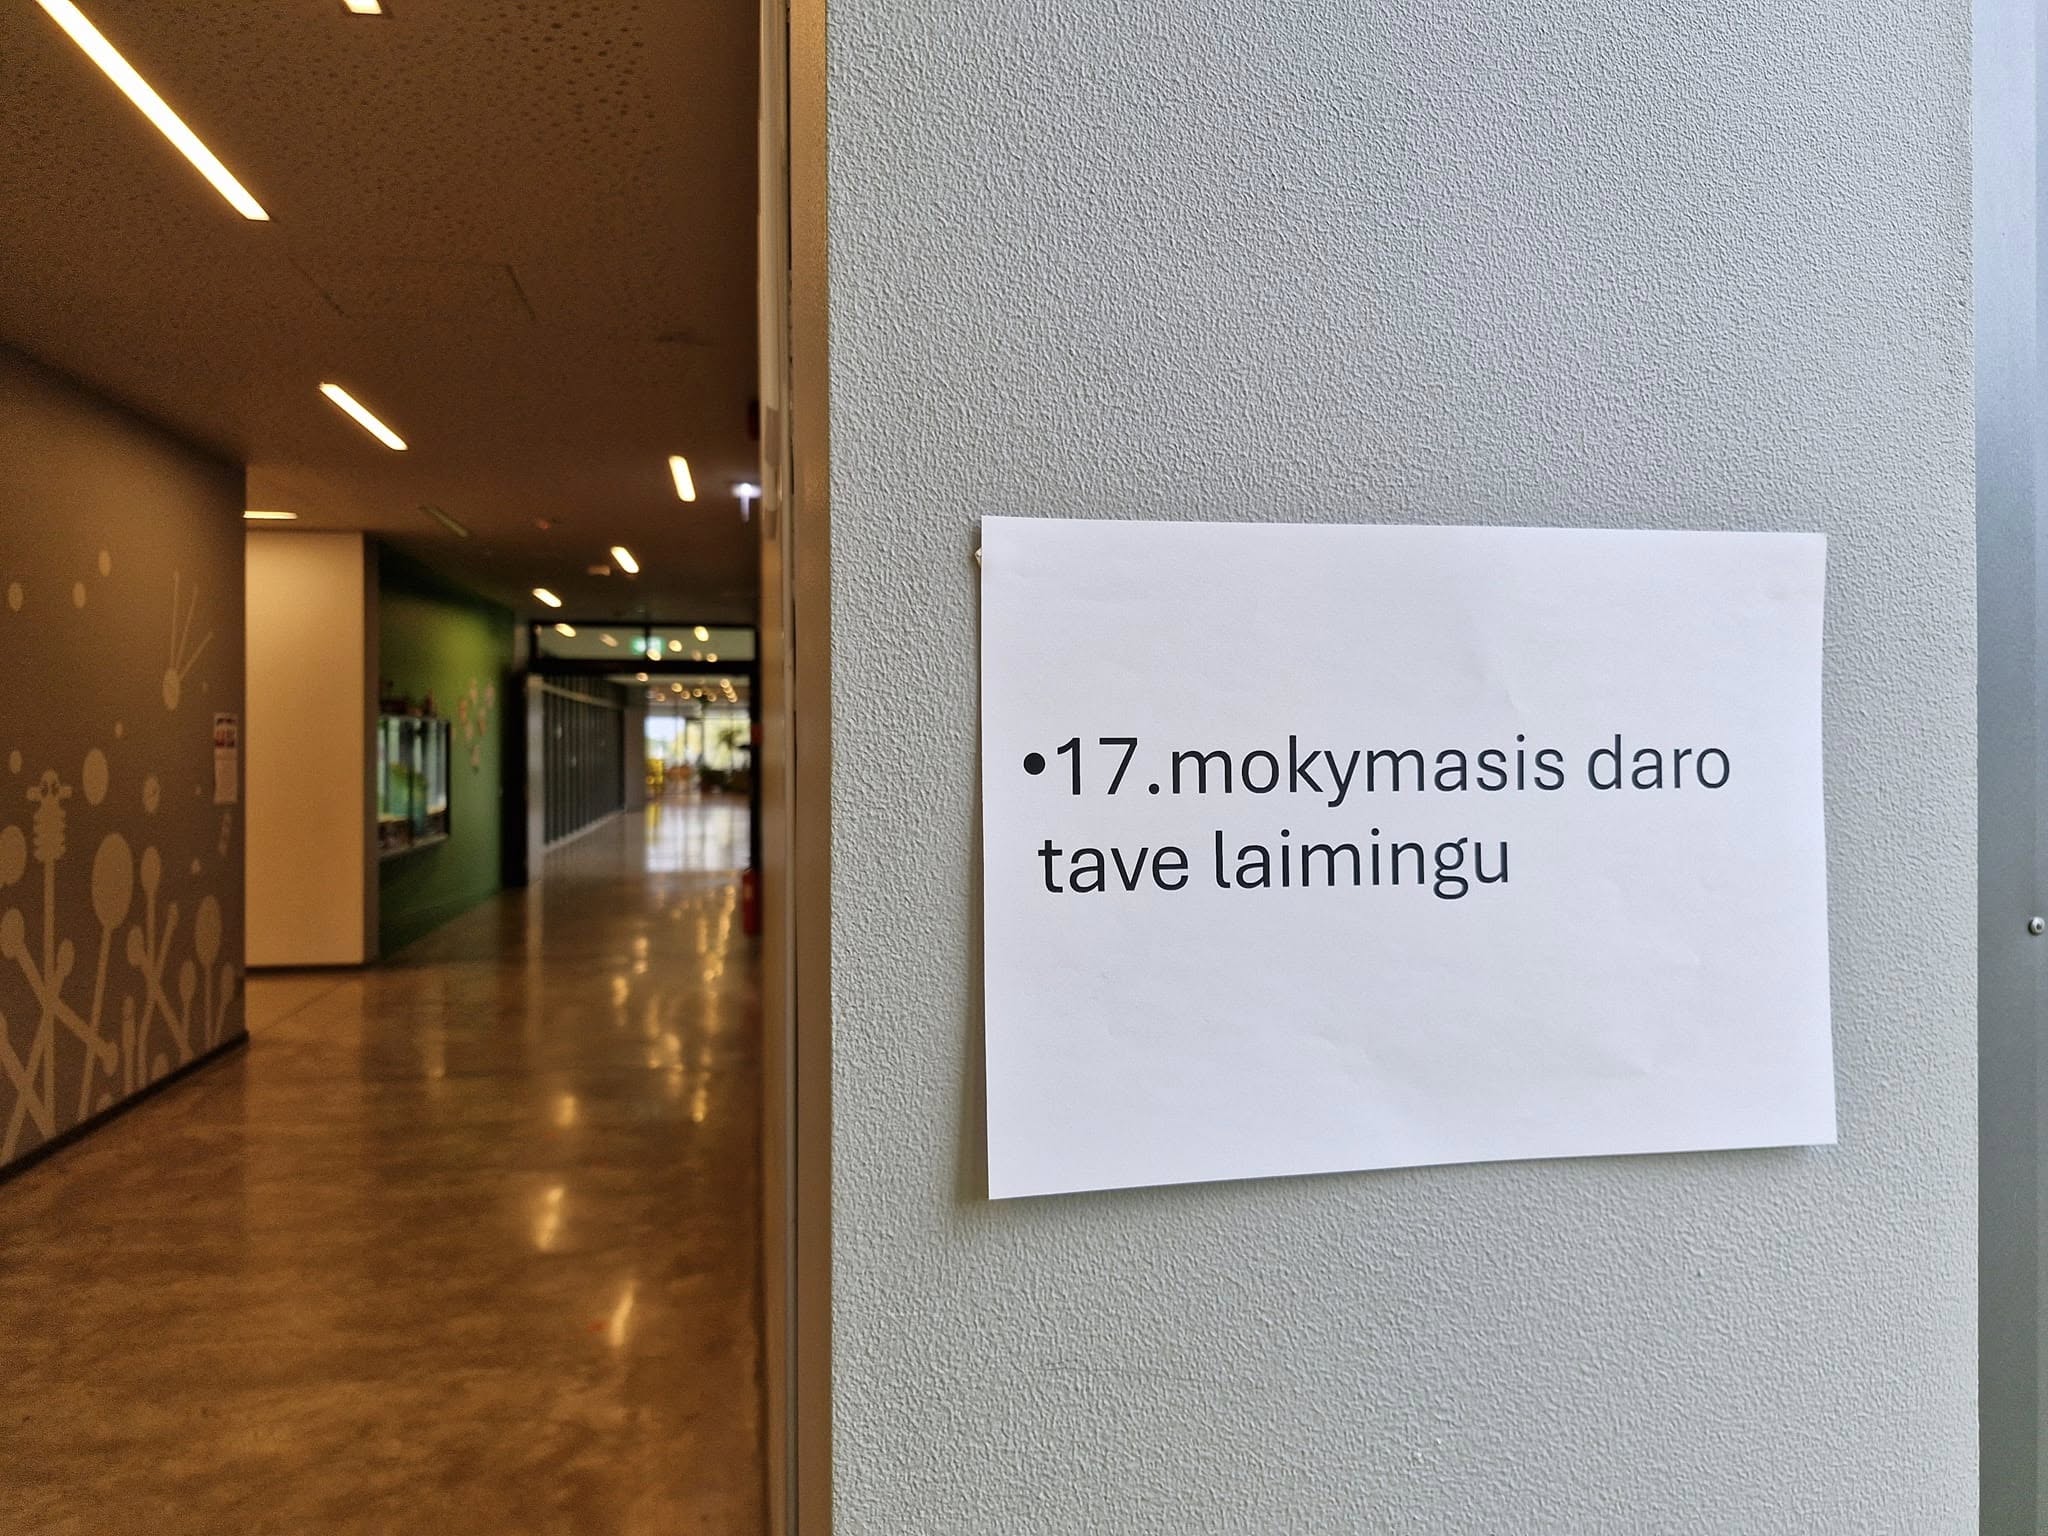 •17.mokymasis daro
tave laimingu